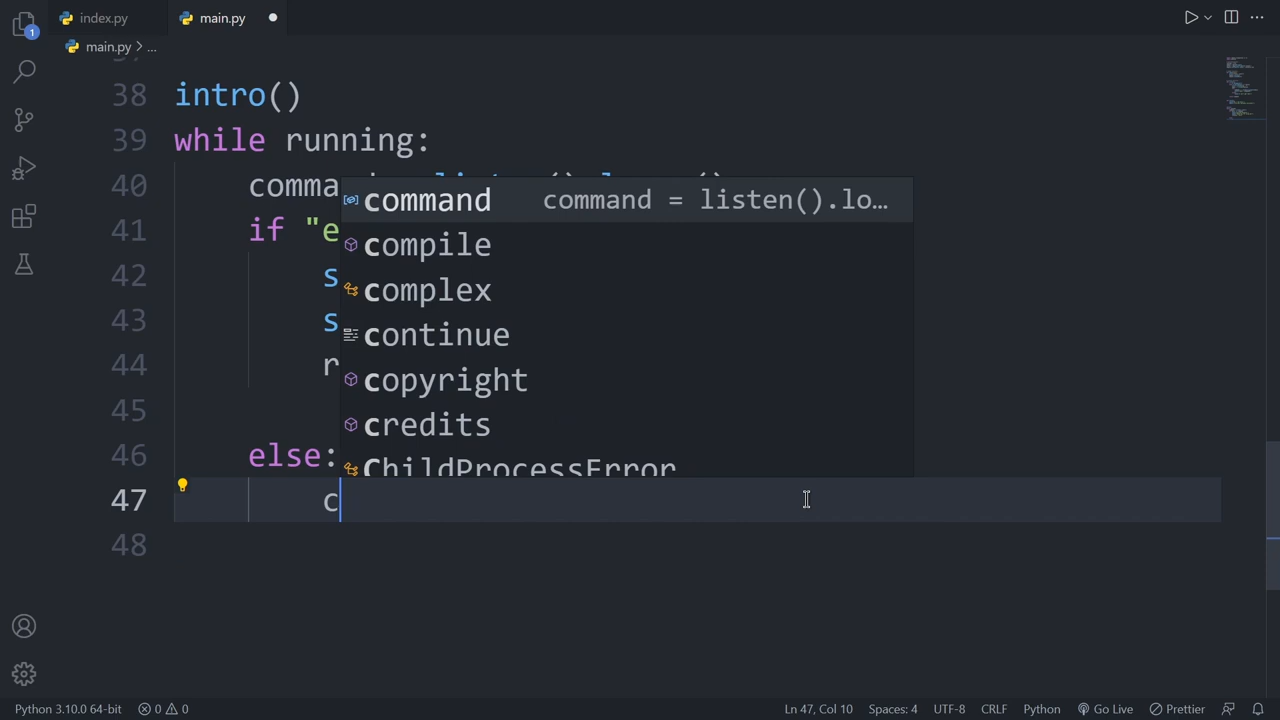 1
index.py
main.py
main.py > ...
38 intro()
39 while running:
40 comma
41 if "e
42 s
43 s
44 r
45
46 else:
47 c
48
command command = listen().lo...
compile
complex
continue
copyright
credits
ChildProcessError
Python 3.10.0 64-bit 0 0 Ln 47, Col 10 Spaces: 4 UTF-8 CRLF Python Go Live Prettier